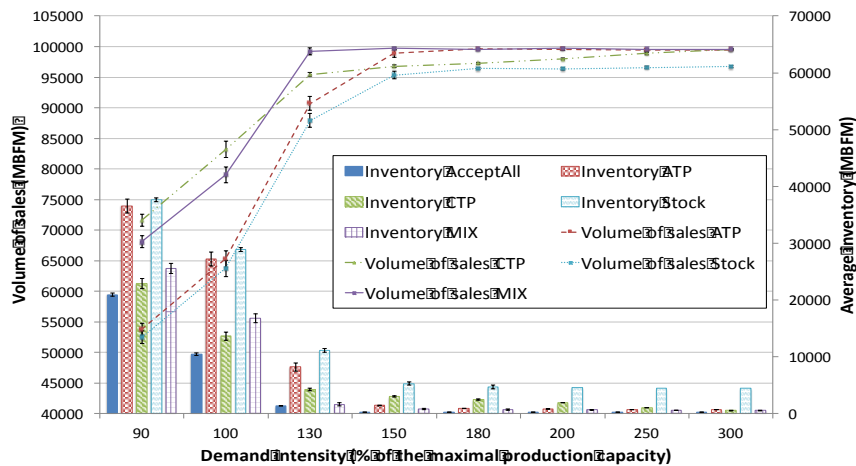 105000
100000
95000
90000
85000
80000
75000
70000
65000
60000
55000
50000
45000
40000
Volume of sales (MBFM)
70000
60000
50000
40000
30000
20000
10000
0
Average inventory (MBFM)
Inventory AcceptAll
Inventory ATP
Inventory CTP
Inventory Stock
Inventory MIX
Volume of sales ATP
Volume of sales CTP
Volume of sales Stock
Volume of sales MIX
90 100 130 150 180 200 250 300
Demand intensity (% of the maximal production capacity)